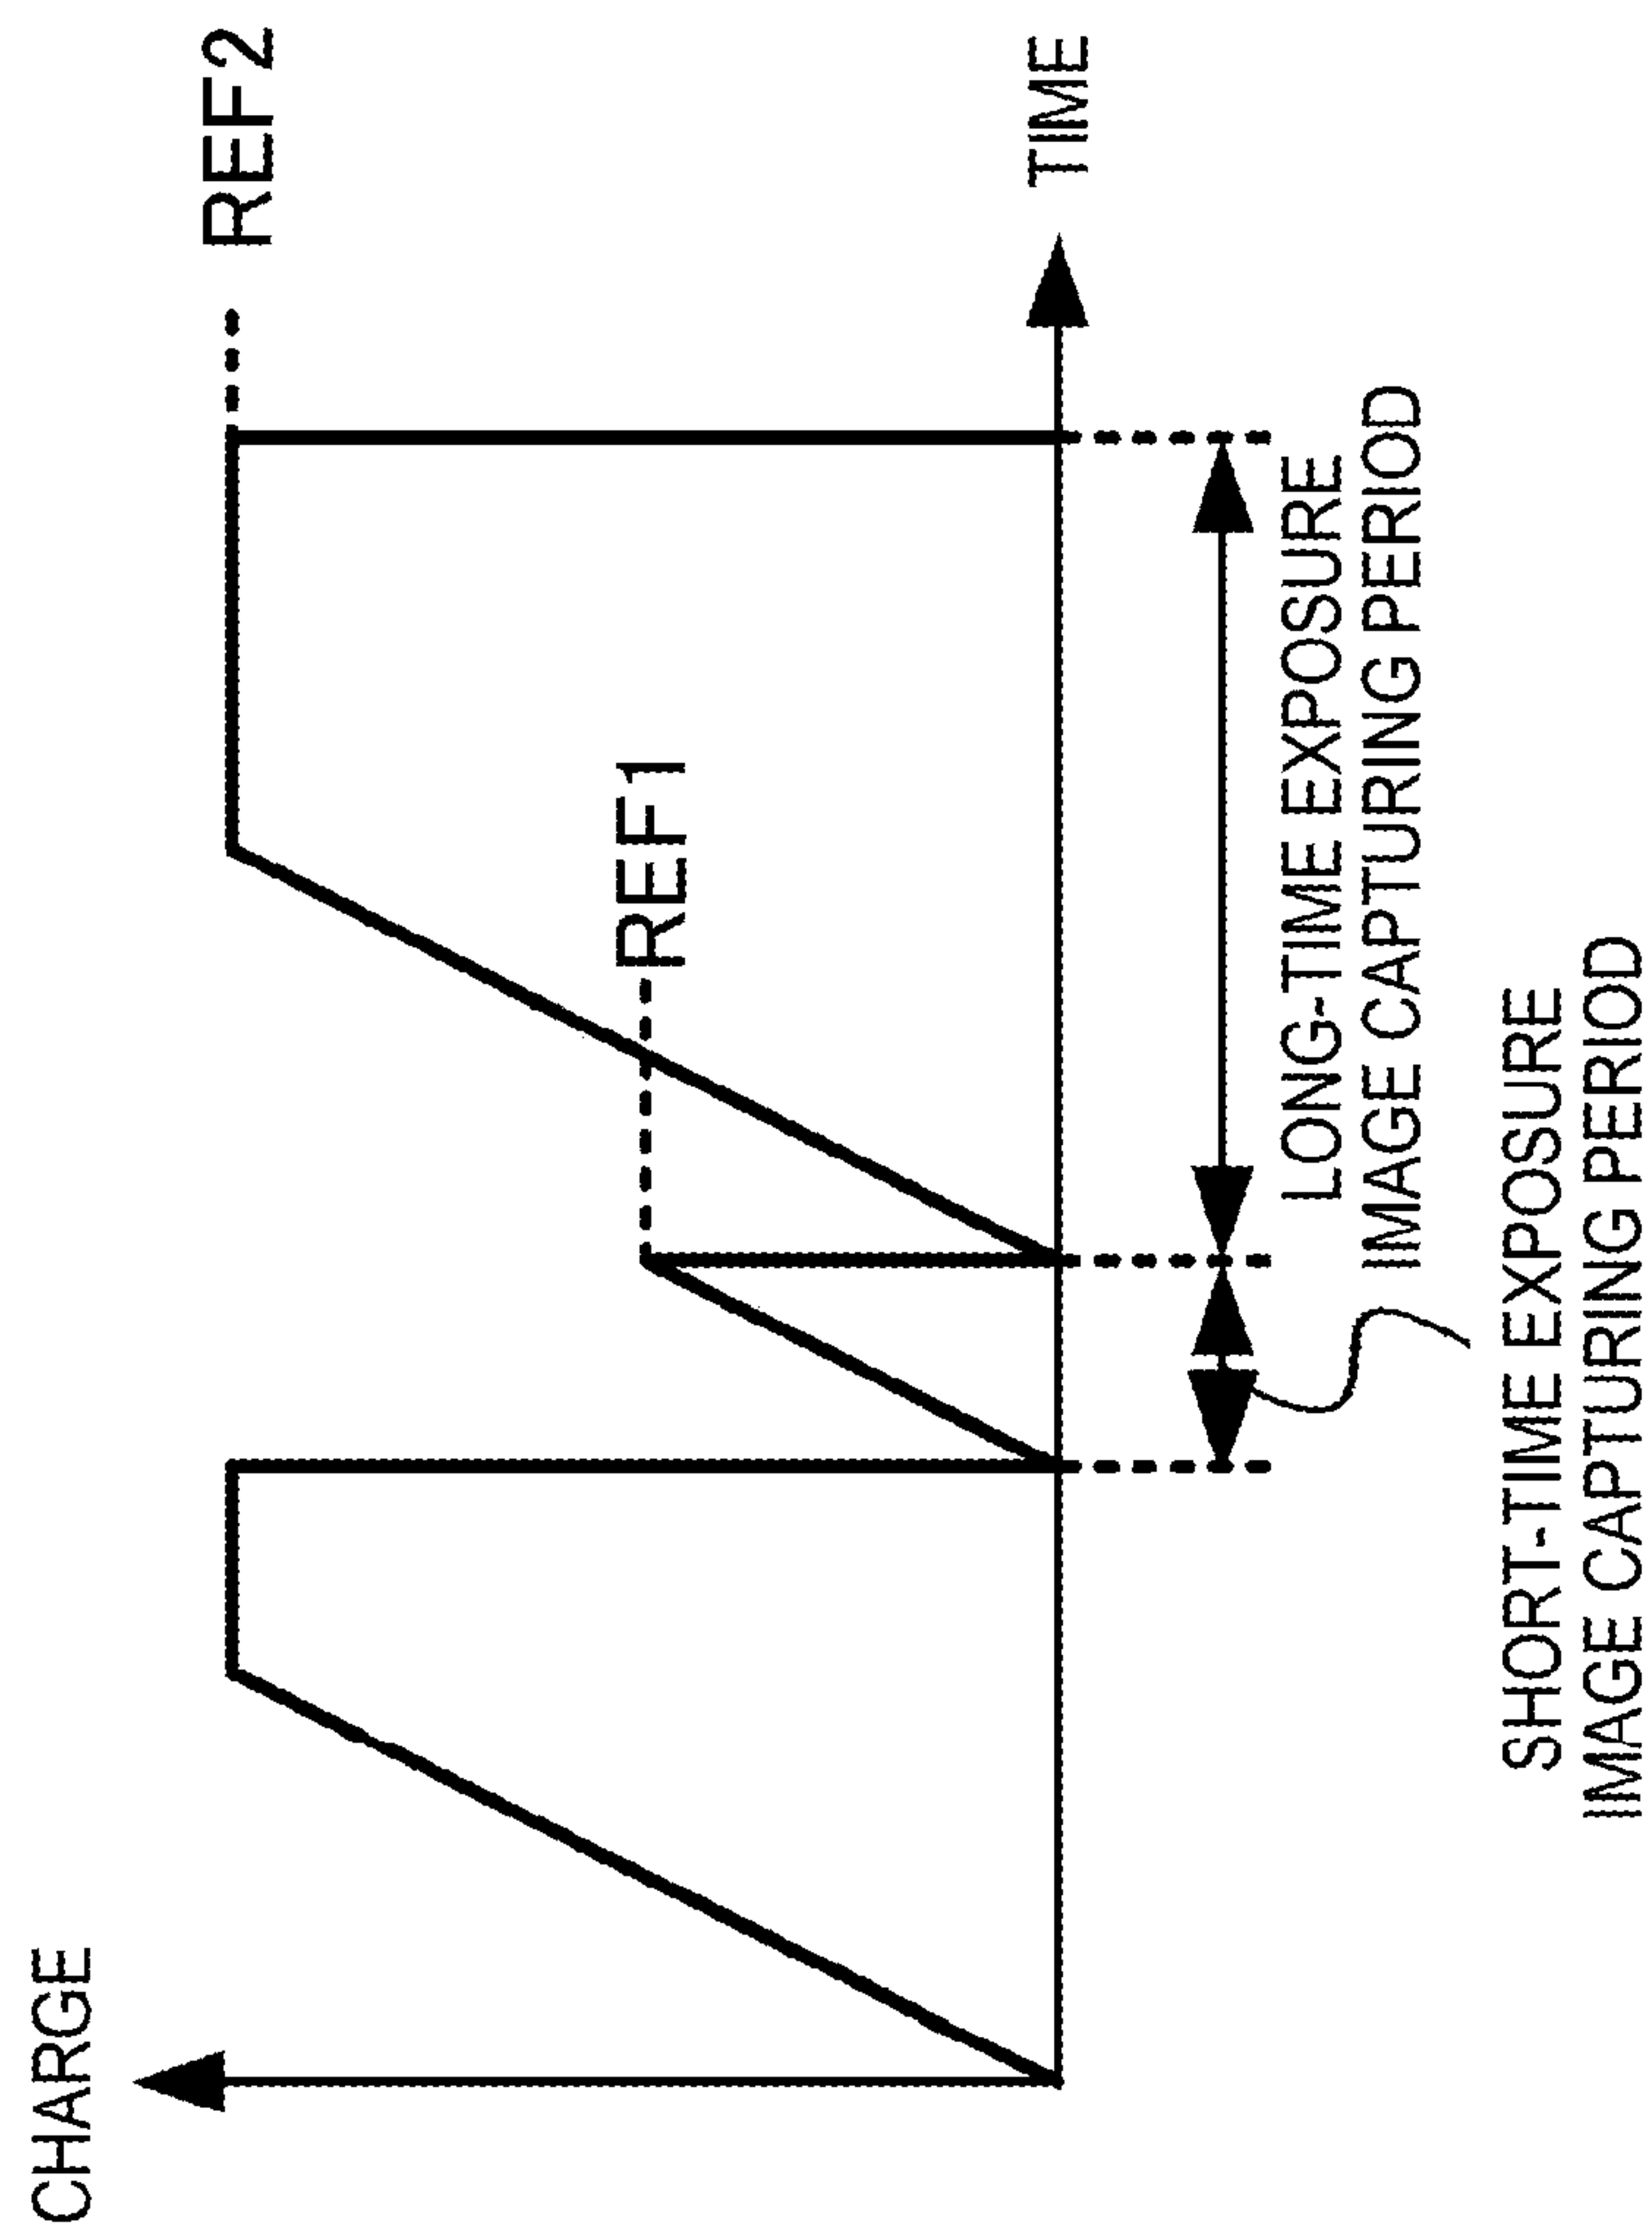 CHARGE
REF2
REF1
TIME
LONG-TIME EXPOSURE
IMAGE CAPTURING PERIOD
SHORT-TIME EXPOSURE
IMAGE CAPTURING PERIOD